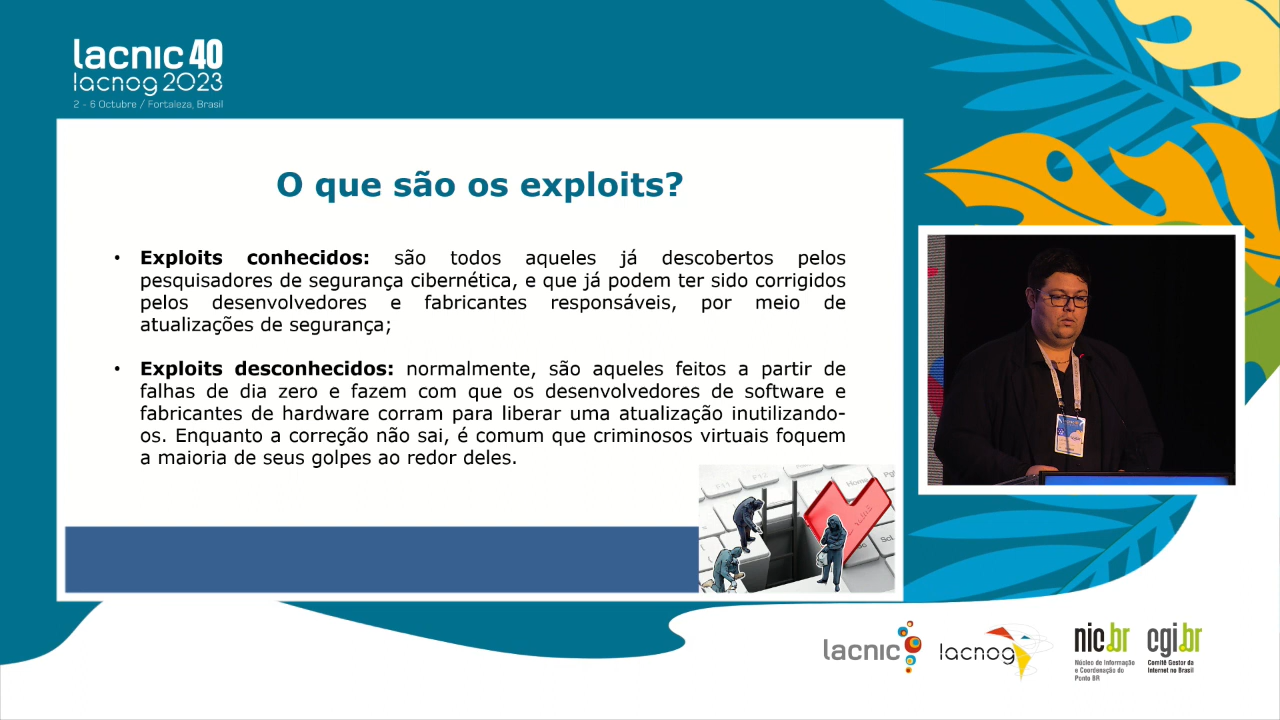 lacnic 40
lacnog 2023
2 - 6 Octubre / Fortaleza, Brasil
O que são os exploits?
• Exploits conhecidos: são todos aqueles já descobertos pelos
pesquisadores de segurança cibernética, e que já podem ter sido corrigidos
pelos desenvolvedores e fabricantes responsáveis, por meio de
atualizações de segurança;
• Exploits desconhecidos: normalmente, são aqueles feitos a partir de
falhas de dia zero e fazem com que os desenvolvedores de software e
fabricantes de hardware corram para liberar uma atualização inutilizando-
os. Enquanto a correção não sai, é comum que criminosos virtuais foquem
a maioria de seus golpes ao redor deles.
Home
lacnic
lacnog
nic.br
Núcleo de Informação
e Coordenação do
Ponto BR
cgi.br
Comitê Gestor da
Internet no Brasil